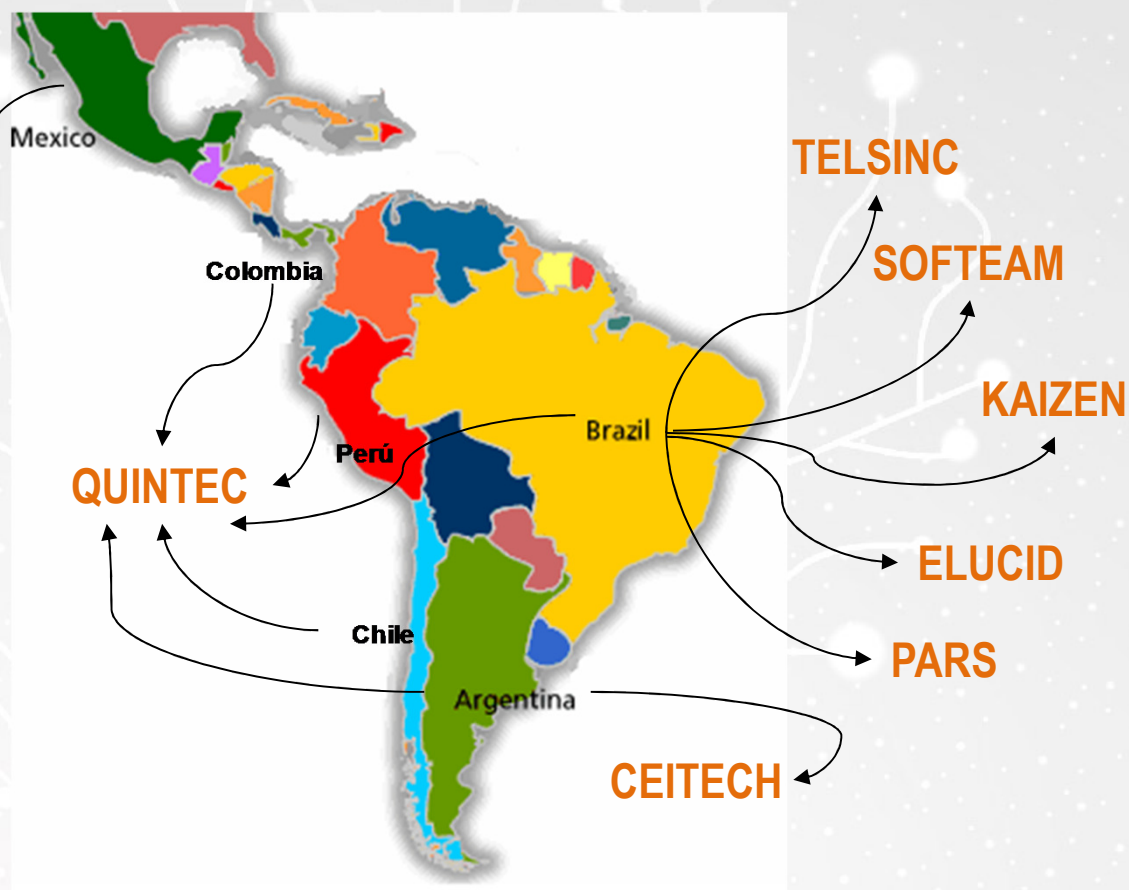 Mexico
TELSINC
SOFTEAM
Colombia
KAIZEN
Brazil
Perú
QUINTEC
ELUCID
Chile
PARS
Argentina
CEITECH